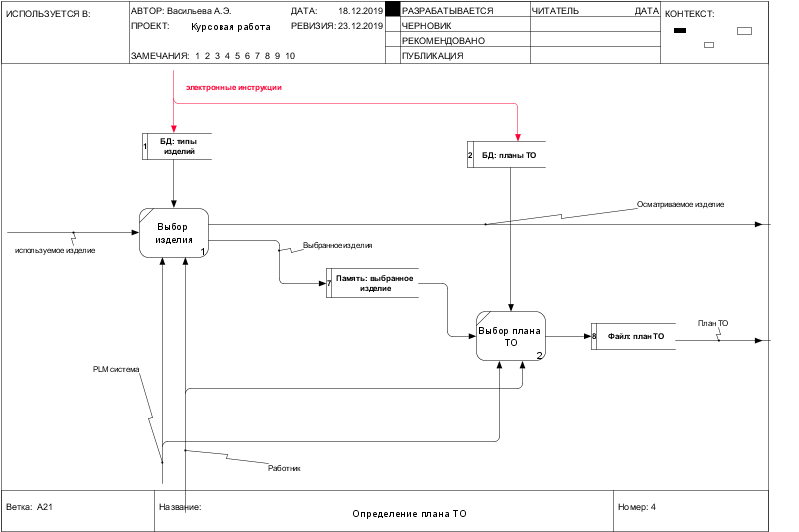 ИСПОЛЬЗУЕТСЯ В:
АВТОР: Васильева А.Э.
ДАТА: 18.12.2019
РАЗРАБАТЫВАЕТСЯ
ЧИТАТЕЛЬ
ДАТА
КОНТЕКСТ:
ПРОЕКТ: Курсовая работа
РЕВИЗИЯ: 23.12.2019
ЧЕРНОВИК
РЕКОМЕНДОВАНО
ЗАМЕЧАНИЯ: 1 2 3 4 5 6 7 8 9 10
ПУБЛИКАЦИЯ
электронные инструкции
1
БД: типы
изделий
2
БД: планы ТО
Осматриваемое изделие
Выбор
изделия
1
используемое изделие
Выбранное изделия
7
Память: выбранное
изделие
План ТО
Выбор плана
ТО
2
8
Файл: план ТО
PLM система
Работник
Ветка: A21
Название:
Определение плана ТО
Номер: 4